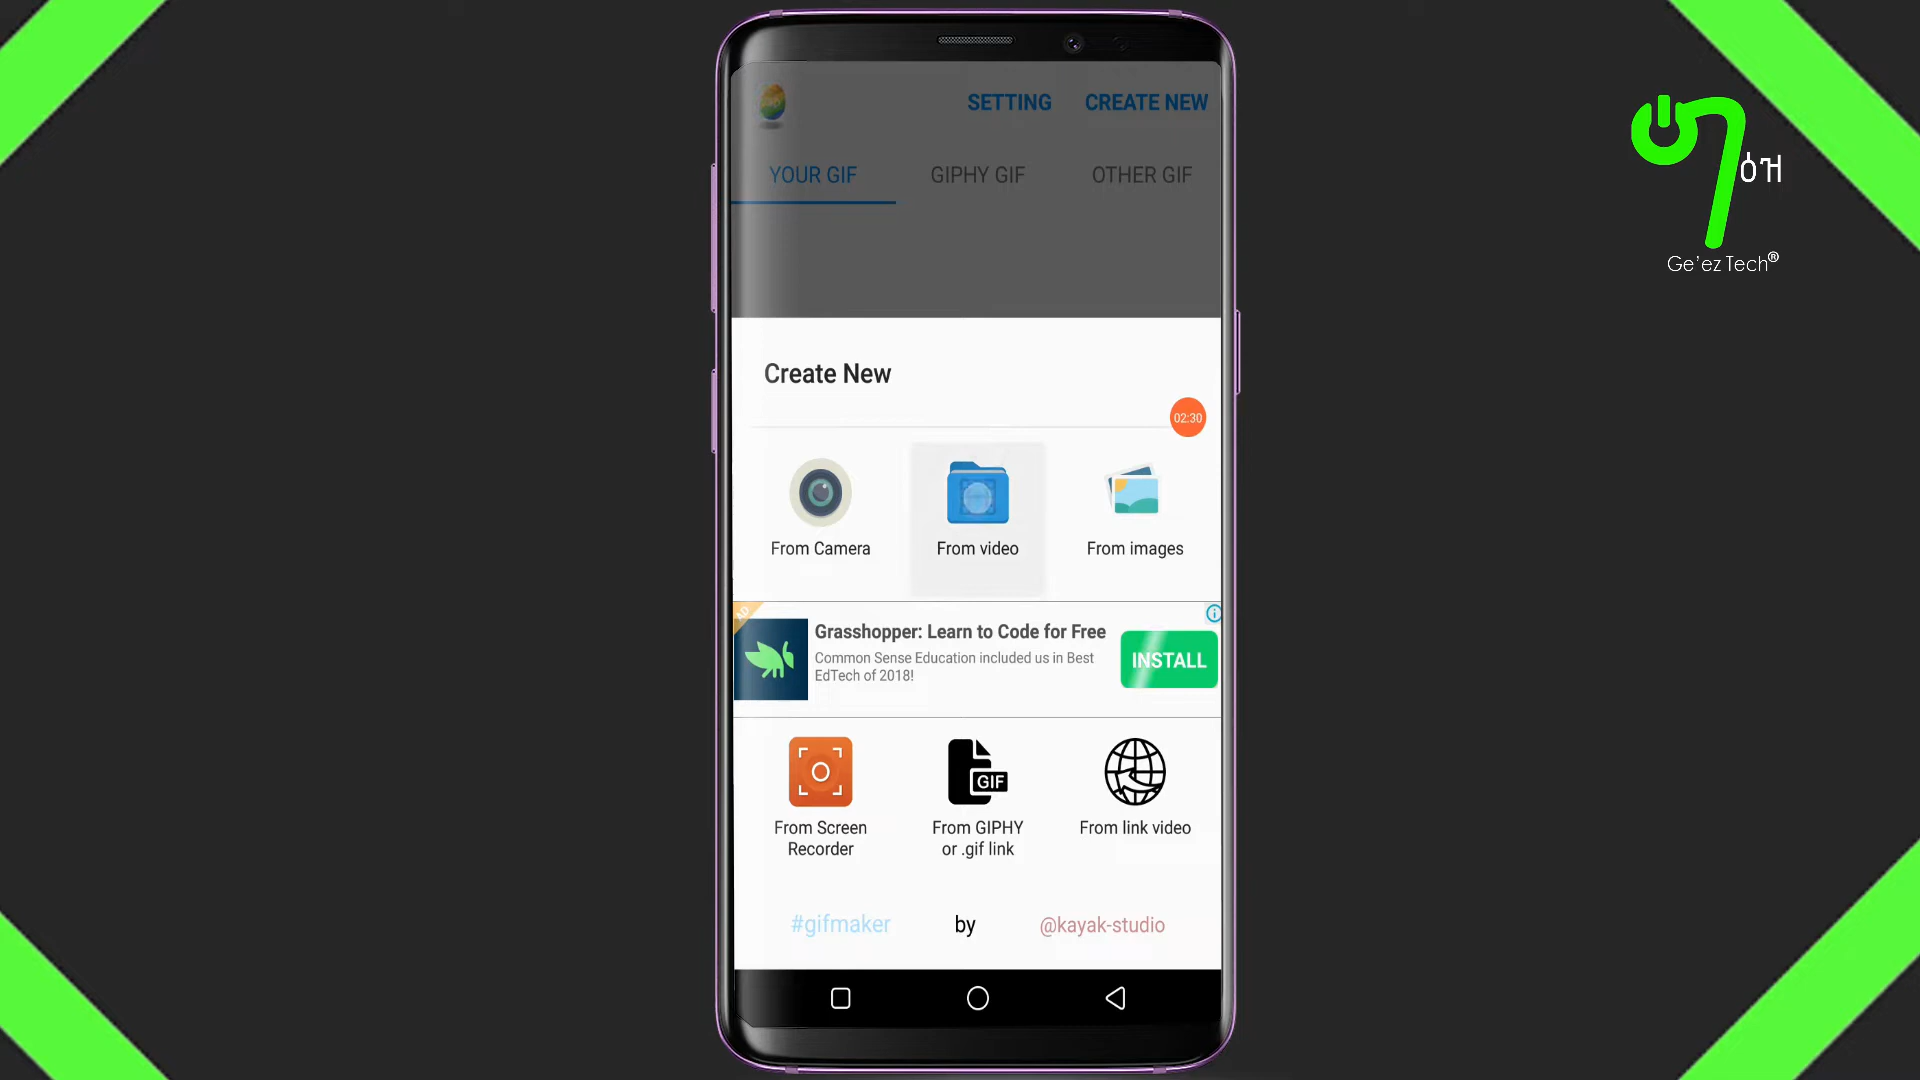 SETTING CREATE NEW
YOUR GIF GIPHY GIF OTHER GIF
Create New
02:30
From Camera From video From images
AD
Grasshopper: Learn to Code for Free
Common Sense Education included us in Best
EdTech of 2018!
INSTALL
From Screen
Recorder
From GIPHY
or .gif link
GIF
From link video
#gifmaker by @kayak-studio
Ge'ez Tech®